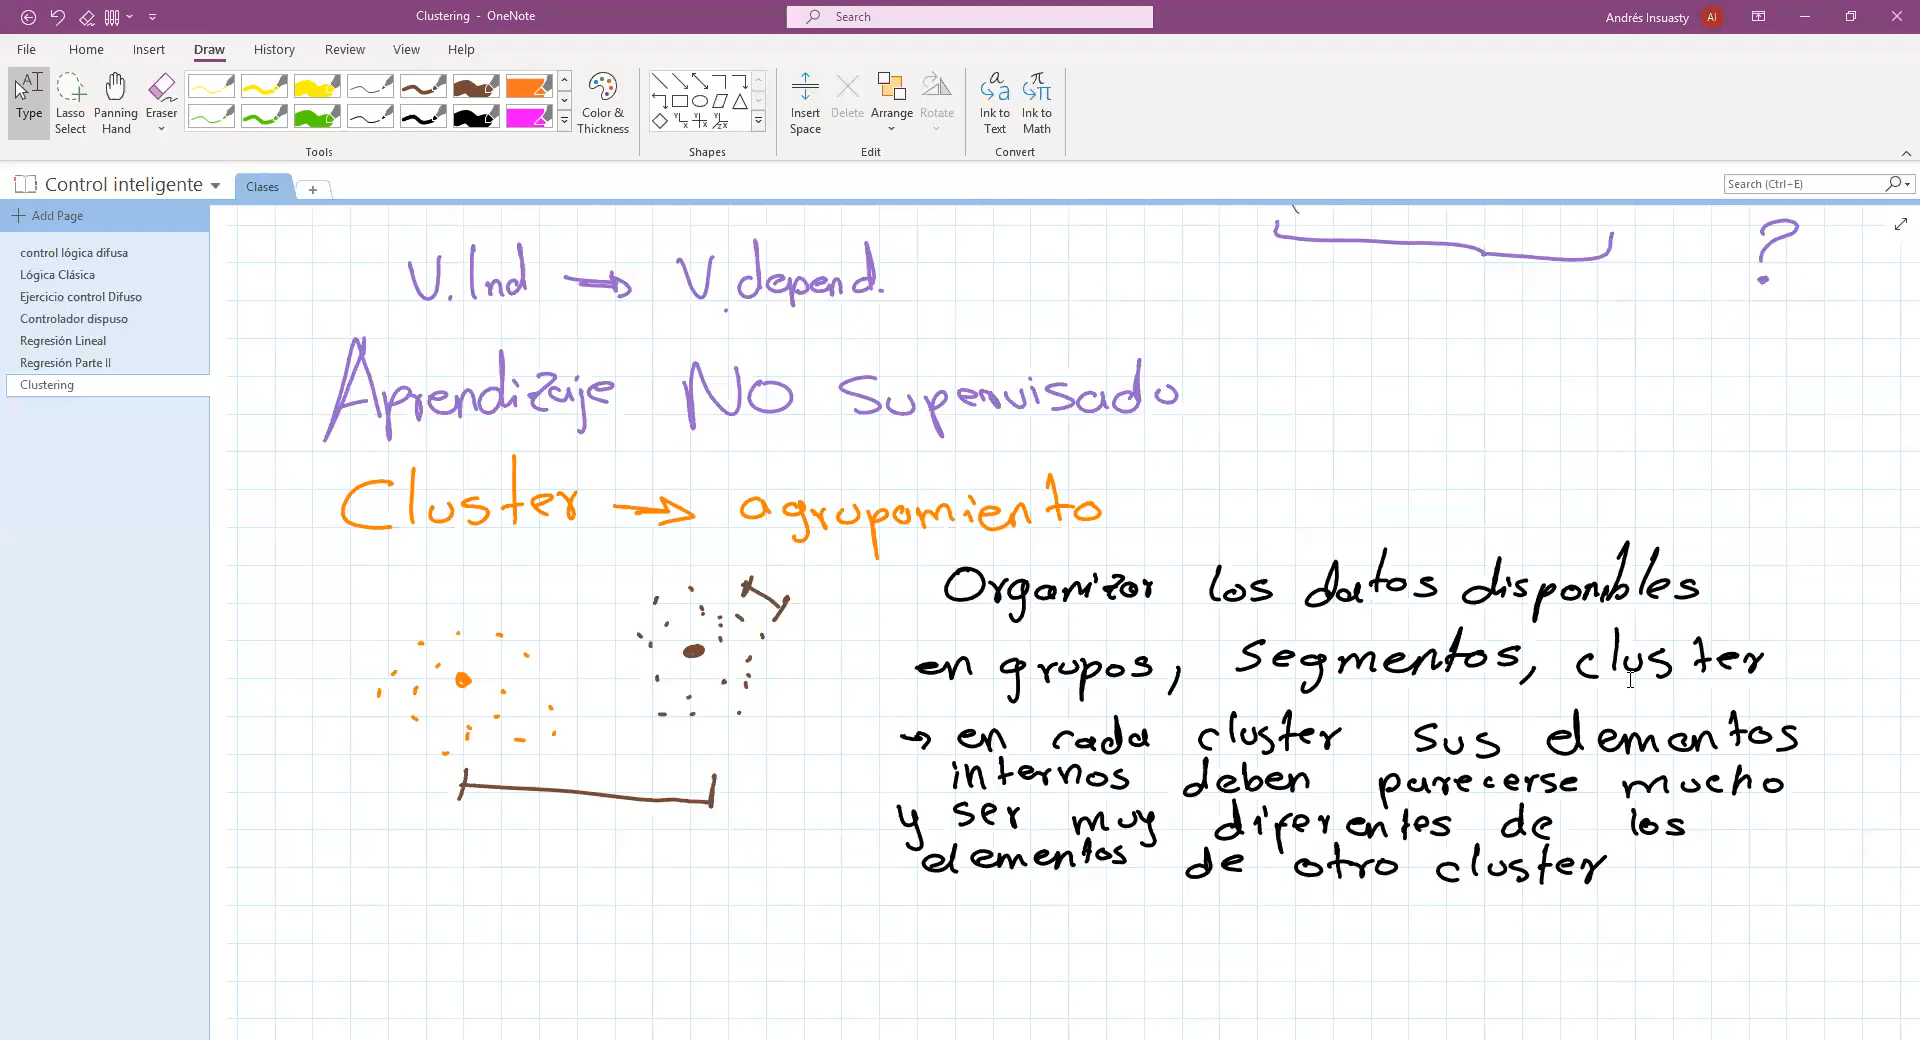 Clustering - OneNote
Search
Andrés Insuasty
AI
File Home Insert Draw History Review View Help
Type
Lasso Select
Panning Hand
Eraser
Color & Thickness
Insert Space
Delete
Arrange
Rotate
Ink to Text
Ink to Math
Tools
Shapes
Edit
Convert
Control inteligente
Clases
Search (Ctrl+E)
Add Page
control lógica difusa
Lógica Clásica
Ejercicio control Difuso
Controlador dispuso
Regresión Lineal
Regresión Parte II
Clustering
?
V. Ind → V. depend.
Aprendizaje NO Supervisado
Cluster → agrupamiento
Organizar los datos disponibles
en grupos, segmentos, cluster
→ en cada cluster sus elementos
internos deben parecerse mucho
y ser muy diferentes de los
elementos de otro cluster